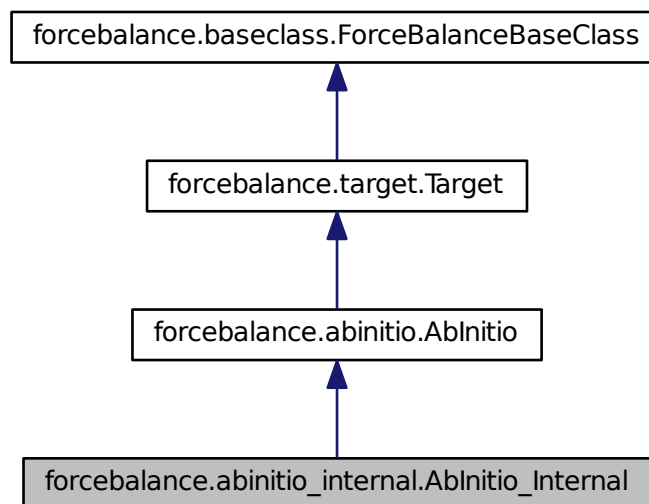 forcebalance.baseclass.ForceBalanceBaseClass
forcebalance.target.Target
forcebalance.abinitio.AbInitio
forcebalance.abinitio_internal.AbInitio_Internal